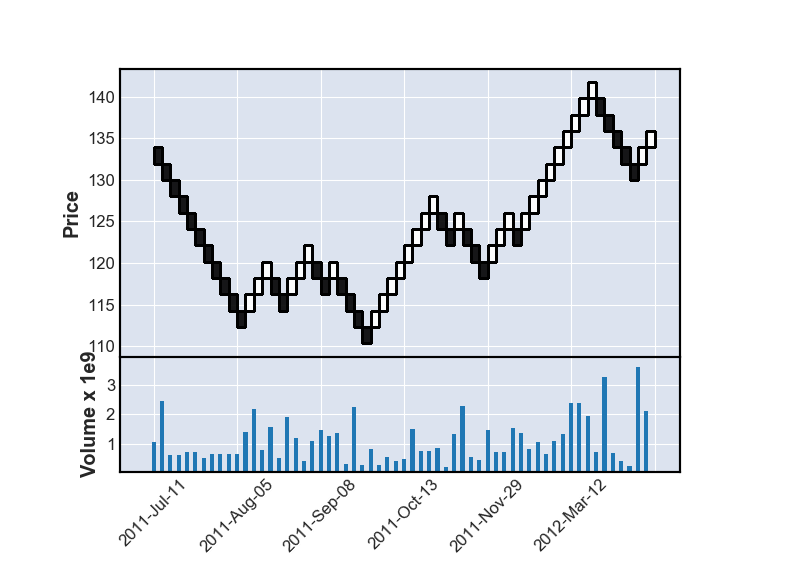 140
135
130
125
120
115
110
Price
3
2
1
Volume x 1e9
2011-Jul-11
2011-Aug-05
2011-Sep-08
2011-Oct-13
2011-Nov-29
2012-Mar-12